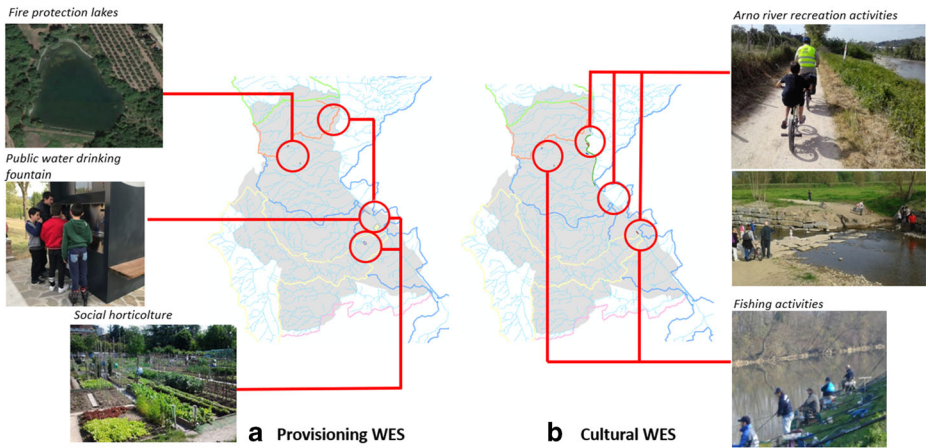 Fire protection lakes
Arno river recreation activities
Public water drinking
fountain
Social horticolture
Fishing activities
a Provisioning WES
b Cultural WES